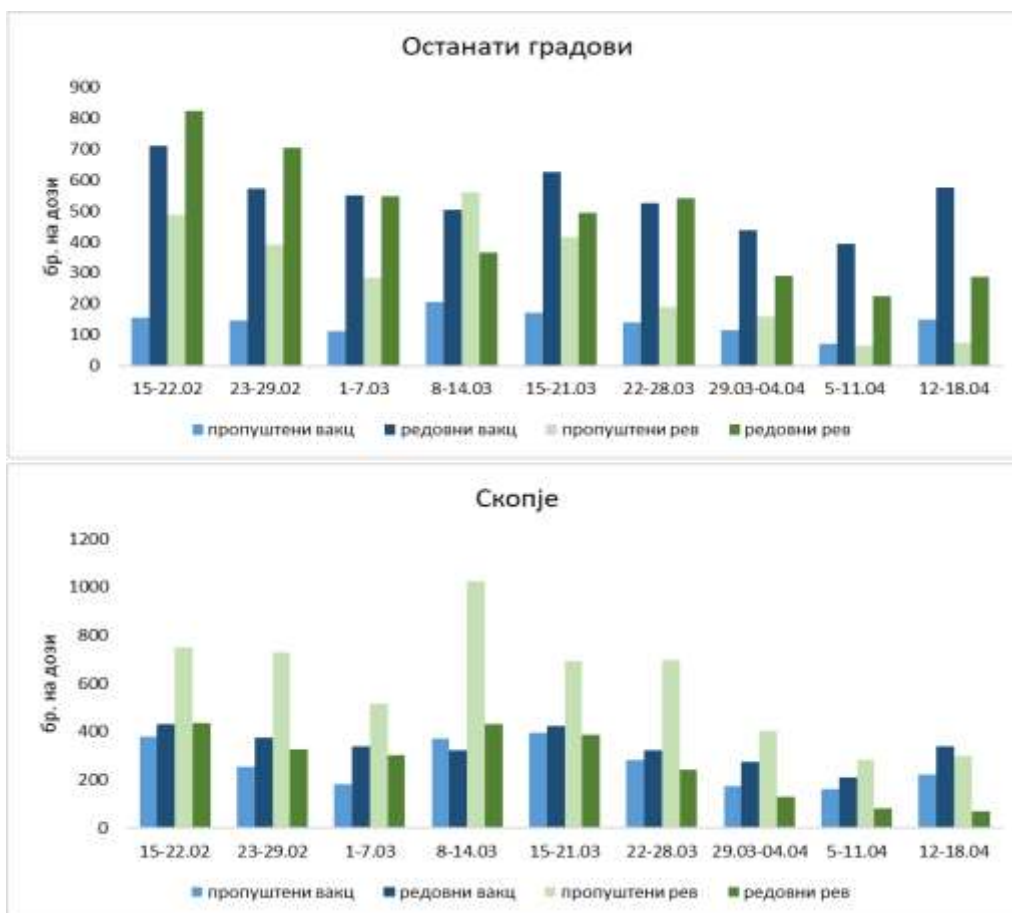 Останати градови
бр. на дози
900
800
700
600
500
400
300
200
100
0
15-22.02 23-29.02 1-7.03 8-14.03 15-21.03 22-28.03 29.03-04.04 5-11.04 12-18.04
пропуштени вакц редовни вакц пропуштени рев редовни рев
Скопје
бр. на дози
1200
1000
800
600
400
200
0
15-22.02 23-29.02 1-7.03 8-14.03 15-21.03 22-28.03 29.03-04.04 5-11.04 12-18.04
пропуштени вакц редовни вакц пропуштени рев редовни рев